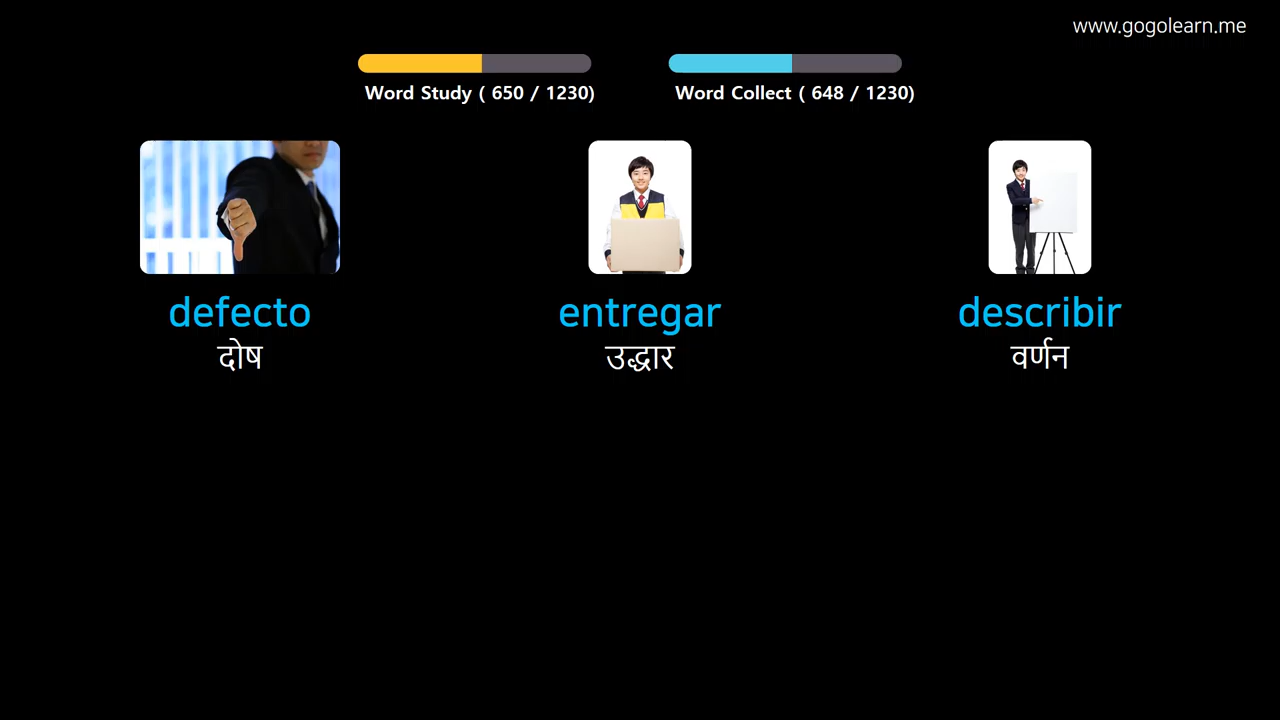 www.gogolearn.me
Word Study ( 650 / 1230)
Word Collect ( 648 / 1230)
defecto
दोष
entregar
उद्धार
describir
वर्णन